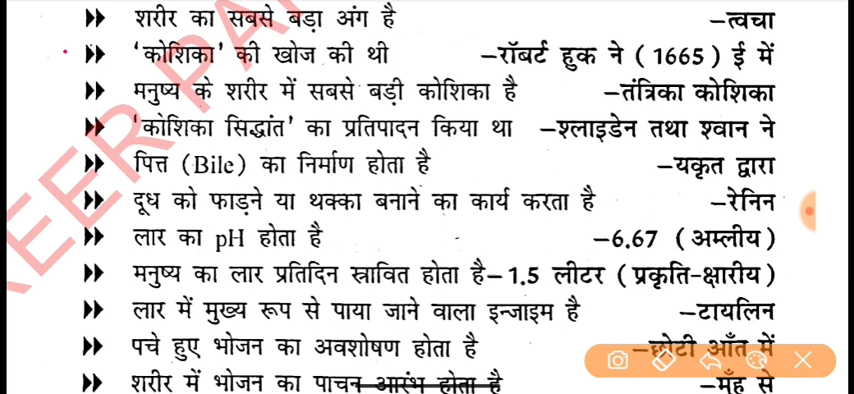 शरीर का सबसे बड़ा अंग है –त्वचा
'कोशिका' की खोज की थी –रॉबर्ट हुक ने ( 1665 ) ई में
मनुष्य के शरीर में सबसे बड़ी कोशिका है –तंत्रिका कोशिका
'कोशिका सिद्धांत' का प्रतिपादन किया था –श्लाइडेन तथा श्वान ने
पित्त (Bile) का निर्माण होता है –यकृत द्वारा
दूध को फाड़ने या थक्का बनाने का कार्य करता है –रेनिन
लार का pH होता है –6.67 ( अम्लीय )
मनुष्य का लार प्रतिदिन स्रावित होता है– 1.5 लीटर ( प्रकृति-क्षारीय )
लार में मुख्य रूप से पाया जाने वाला इन्जाइम है –टायलिन
पचे हुए भोजन का अवशोषण होता है –छोटी आँत में
शरीर में भोजन का पाचन आरंभ होता है –मुँह से
EER PAPER